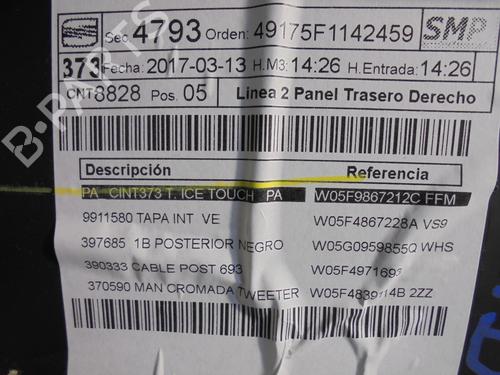 Sec 4793 Orden: 49175F1142459 SMP
373 Fecha: 2017-03-13 H.M3: 14:26 H.Entrada: 14:26
CNT 8828 Pos. 05 Linea 2 Panel Trasero Derecho
Descripción Referencia
PA CINT373 T. ICE TOUCH PA W05F9867212C FFM
9911580 TAPA INT VE W05F4867228A VS9
397685 1B POSTERIOR NEGRO W05G0959855Q WHS
390333 CABLE POST 693 W05F4971693
370590 MAN CROMADA TWEETER W05F4839114B 2ZZ
B-PARTS